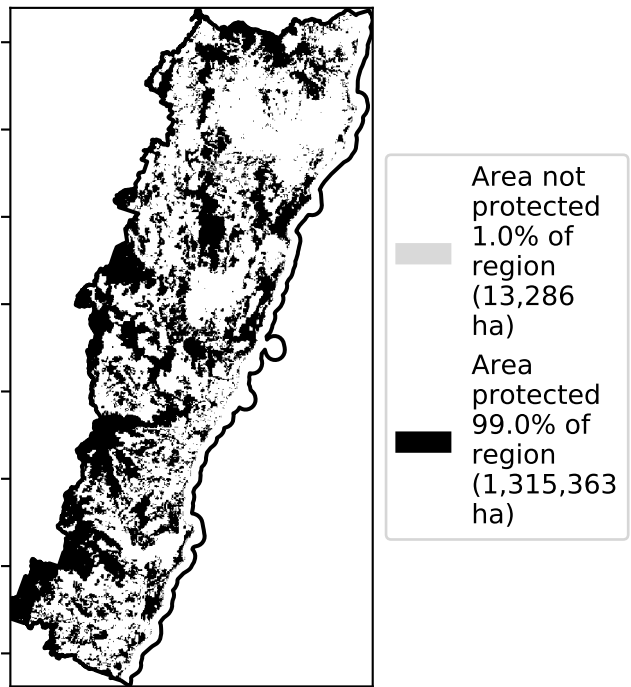 Area not
protected
1.0% of
region
(13,286
ha)
Area
protected
99.0% of
region
(1,315,363
ha)